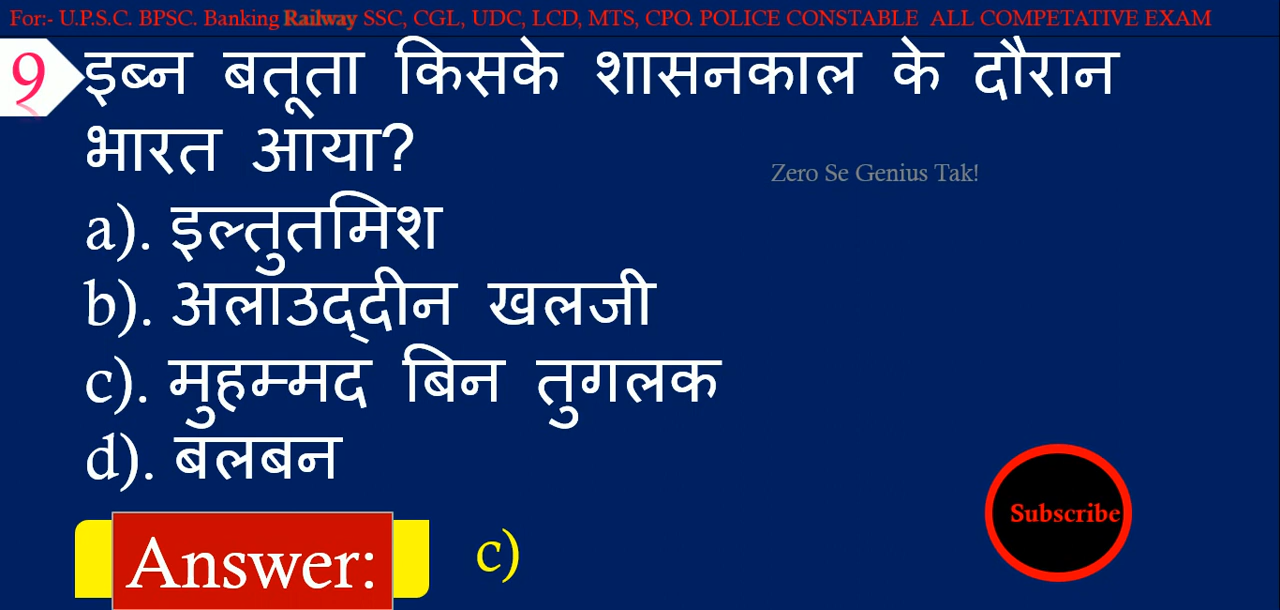 For:- U.P.S.C. BPSC. Banking Railway SSC, CGL, UDC, LCD, MTS, CPO. POLICE CONSTABLE ALL COMPETATIVE EXAM
9 इब्न बतूता किसके शासनकाल के दौरान
भारत आया?
Zero Se Genius Tak!
a). इल्तुतमिश
b). अलाउद्दीन खलजी
c). मुहम्मद बिन तुगलक
d). बलबन
Subscribe
Answer: c)